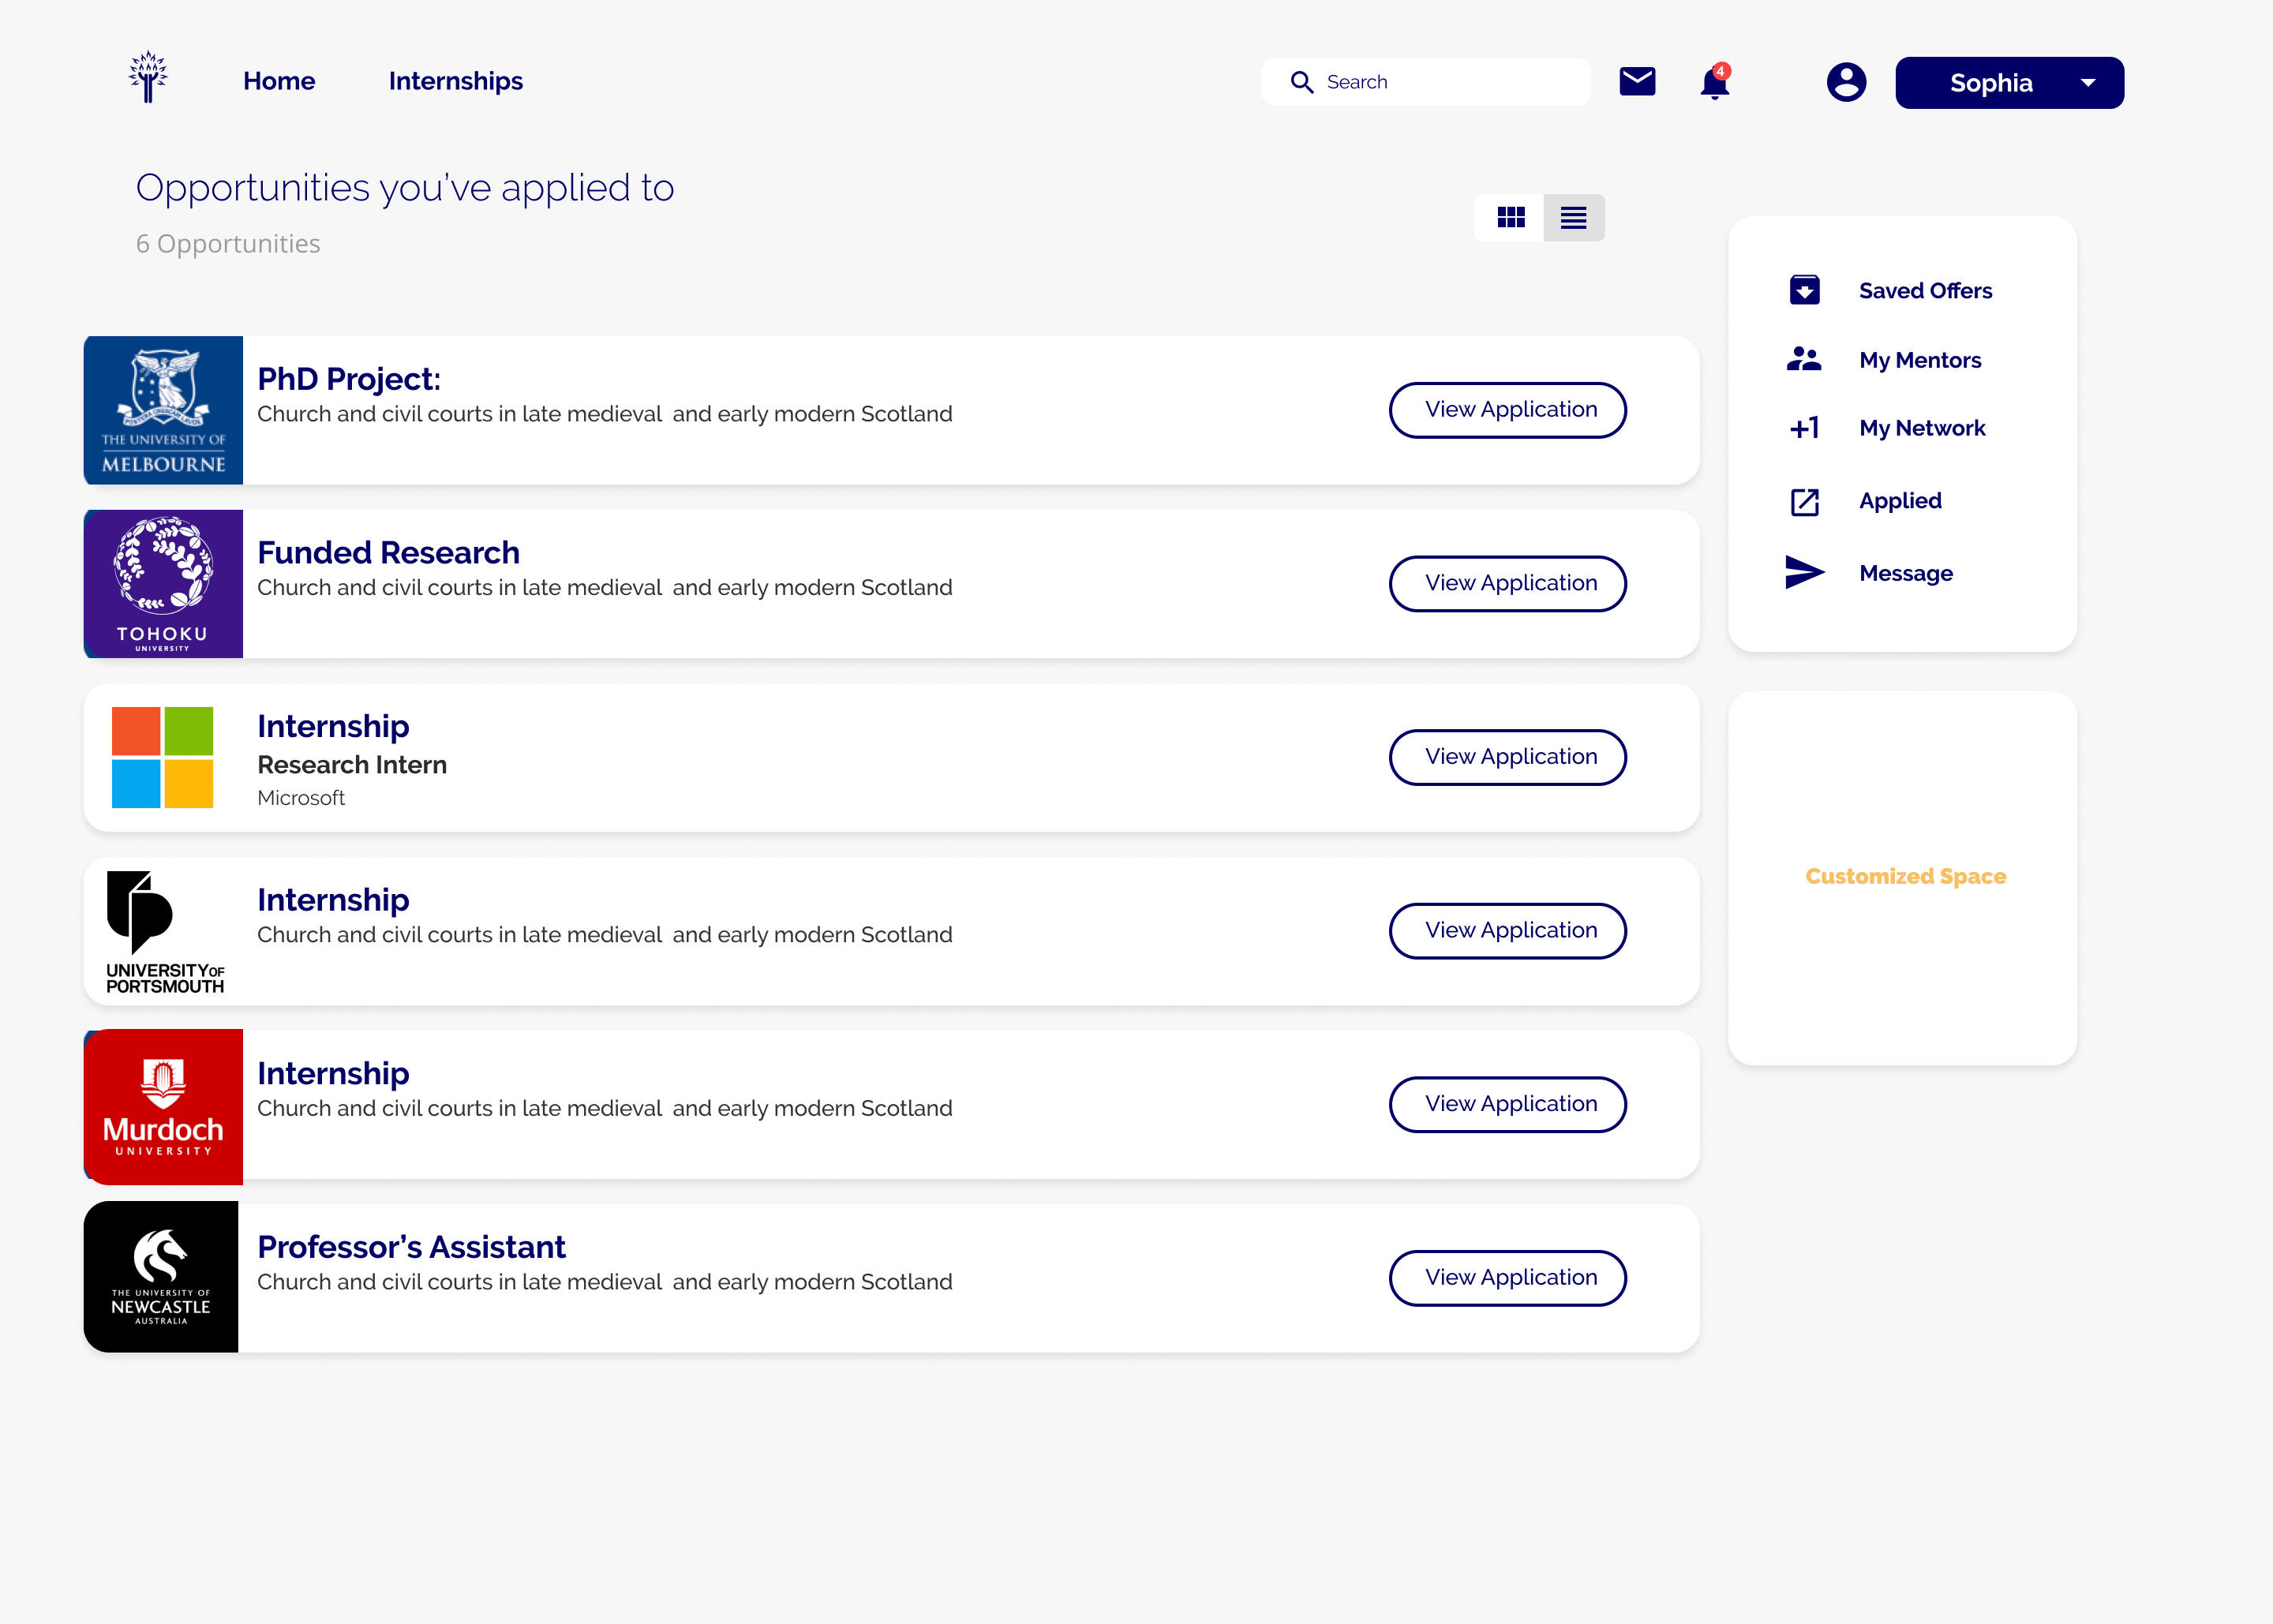 Home
Internships
Search
4
Sophia
Opportunities you’ve applied to
6 Opportunities
THE UNIVERSITY OF
MELBOURNE
PhD Project:
Church and civil courts in late medieval  and early modern Scotland
View Application
TOHOKU
UNIVERSITY
Funded Research
Church and civil courts in late medieval  and early modern Scotland
View Application
Internship
Research Intern
Microsoft
View Application
UNIVERSITYOF
PORTSMOUTH
Internship
Church and civil courts in late medieval  and early modern Scotland
View Application
Murdoch
UNIVERSITY
Internship
Church and civil courts in late medieval  and early modern Scotland
View Application
THE UNIVERSITY OF
NEWCASTLE
AUSTRALIA
Professor’s Assistant
Church and civil courts in late medieval  and early modern Scotland
View Application
Saved Offers
My Mentors
+1
My Network
Applied
Message
Customized Space